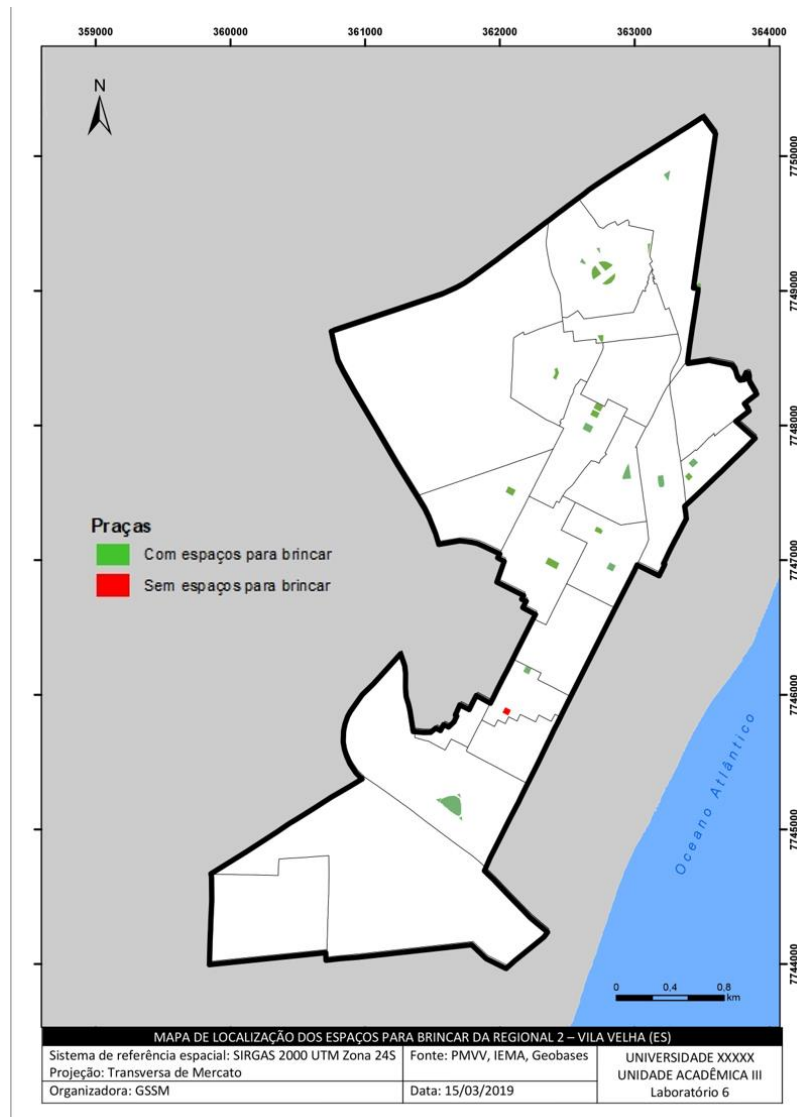 359000 360000 361000 362000 363000 364000
N
7750000
7749000
7748000
7747000
7746000
7745000
7744000
Praças
Com espaços para brincar
Sem espaços para brincar
Oceano Atlântico
0 0,4 0,8
km
MAPA DE LOCALIZAÇÃO DOS ESPAÇOS PARA BRINCAR DA REGIONAL 2 – VILA VELHA (ES)
Sistema de referência espacial: SIRGAS 2000 UTM Zona 24S
Projeção: Transversa de Mercato
Organizadora: GSSM
Fonte: PMVV, IEMA, Geobases
Data: 15/03/2019
UNIVERSIDADE XXXXX
UNIDADE ACADÊMICA III
Laboratório 6